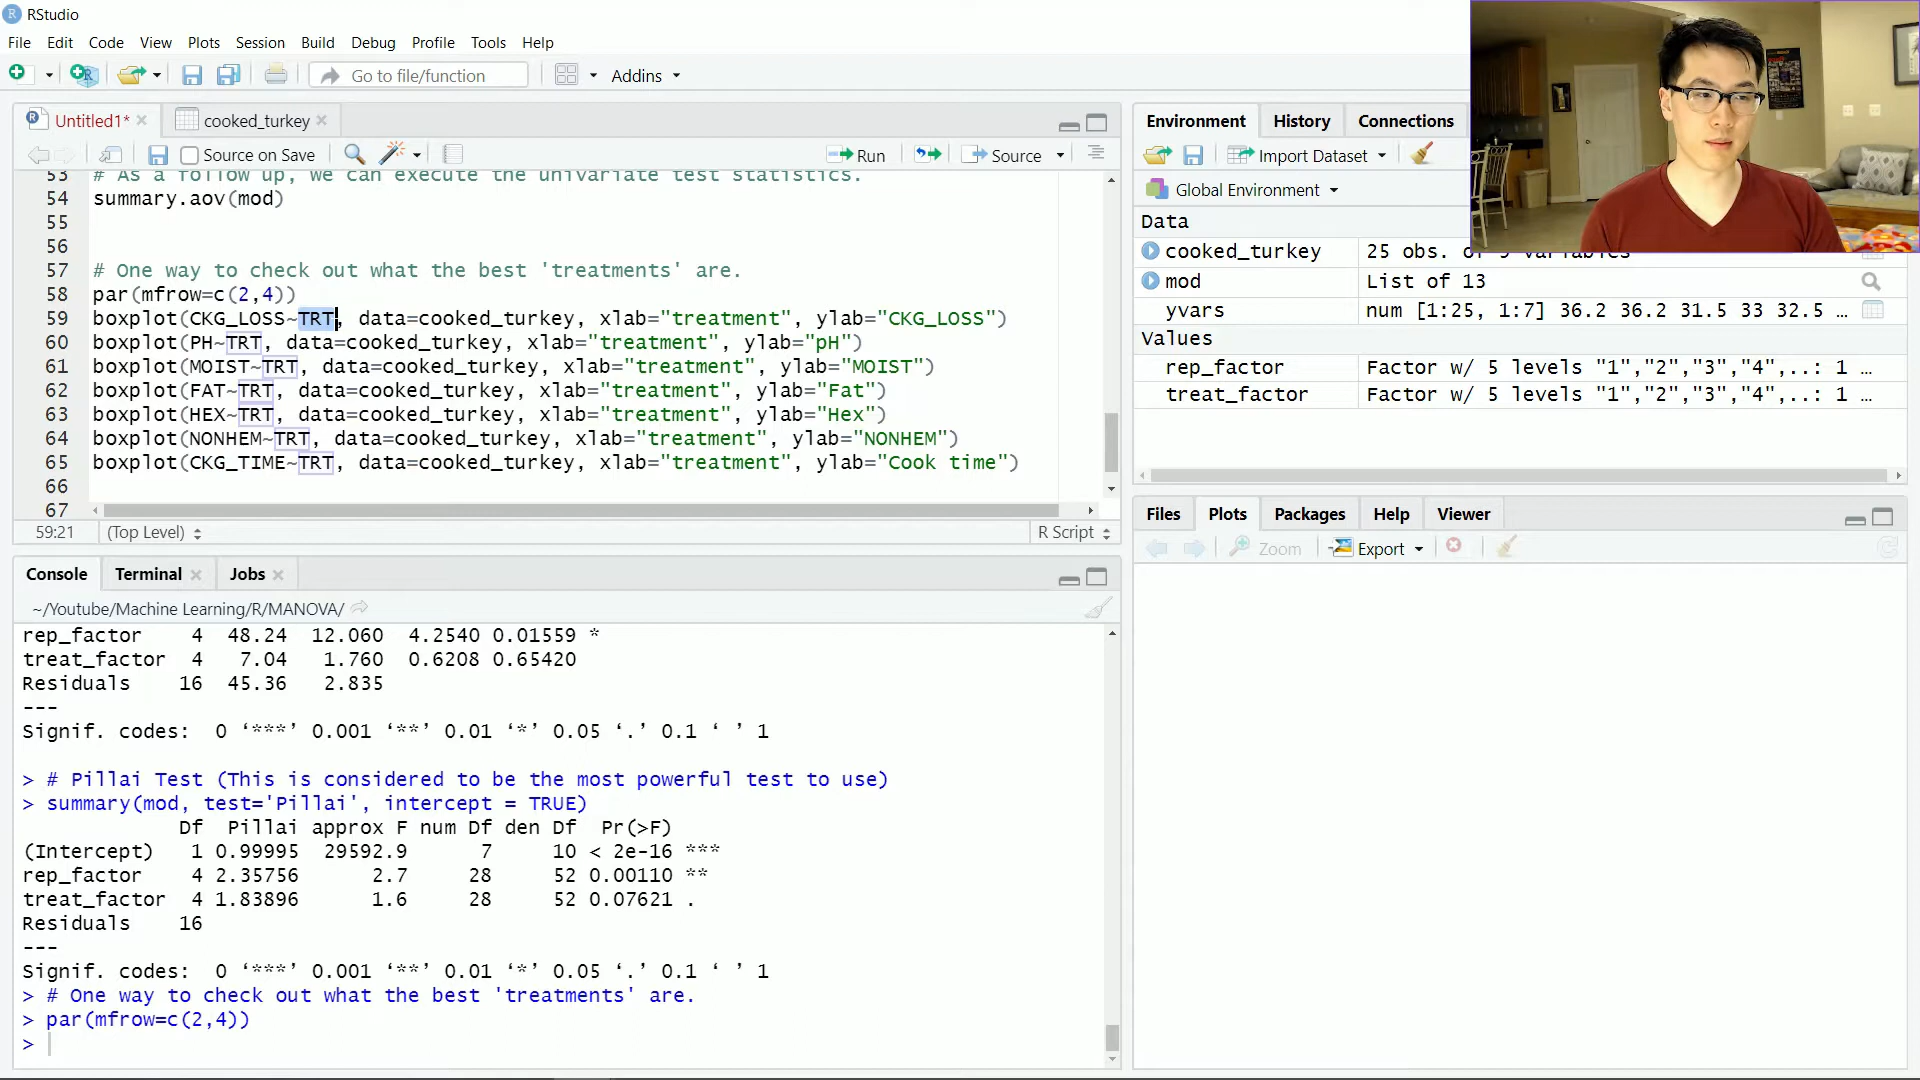 RStudio
File Edit Code View Plots Session Build Debug Profile Tools Help
Go to file/function Addins
Untitled1* cooked_turkey
Source on Save Run Source
53 # As a follow up, we can execute the univariate test statistics.
54 summary.aov(mod)
55
56
57 # One way to check out what the best 'treatments' are.
58 par(mfrow=c(2,4))
59 boxplot(CKG_LOSS~TRT, data=cooked_turkey, xlab="treatment", ylab="CKG_LOSS")
60 boxplot(PH~TRT, data=cooked_turkey, xlab="treatment", ylab="pH")
61 boxplot(MOIST~TRT, data=cooked_turkey, xlab="treatment", ylab="MOIST")
62 boxplot(FAT~TRT, data=cooked_turkey, xlab="treatment", ylab="Fat")
63 boxplot(HEX~TRT, data=cooked_turkey, xlab="treatment", ylab="Hex")
64 boxplot(NONHEM~TRT, data=cooked_turkey, xlab="treatment", ylab="NONHEM")
65 boxplot(CKG_TIME~TRT, data=cooked_turkey, xlab="treatment", ylab="Cook time")
66
67
59:21 (Top Level) R Script
Console Terminal Jobs
~/Youtube/Machine Learning/R/MANOVA/
rep_factor 4 48.24 12.060 4.2540 0.01559 *
treat_factor 4 7.04 1.760 0.6208 0.65420
Residuals 16 45.36 2.835
---
Signif. codes: 0 ‘***’ 0.001 ‘**’ 0.01 ‘*’ 0.05 ‘.’ 0.1 ‘ ’ 1
> # Pillai Test (This is considered to be the most powerful test to use)
> summary(mod, test='Pillai', intercept = TRUE)
Df Pillai approx F num Df den Df Pr(>F)
(Intercept) 1 0.99995 29592.9 7 10 < 2e-16 ***
rep_factor 4 2.35756 2.7 28 52 0.00110 **
treat_factor 4 1.83896 1.6 28 52 0.07621 .
Residuals 16
---
Signif. codes: 0 ‘***’ 0.001 ‘**’ 0.01 ‘*’ 0.05 ‘.’ 0.1 ‘ ’ 1
> # One way to check out what the best 'treatments' are.
> par(mfrow=c(2,4))
>
Environment History Connections
Import Dataset
Global Environment
Data
cooked_turkey 25 obs. of 9 variables
mod List of 13
yvars num [1:25, 1:7] 36.2 36.2 31.5 33 32.5 ...
Values
rep_factor Factor w/ 5 levels "1","2","3","4",..: 1 ...
treat_factor Factor w/ 5 levels "1","2","3","4",..: 1 ...
Files Plots Packages Help Viewer
Zoom Export